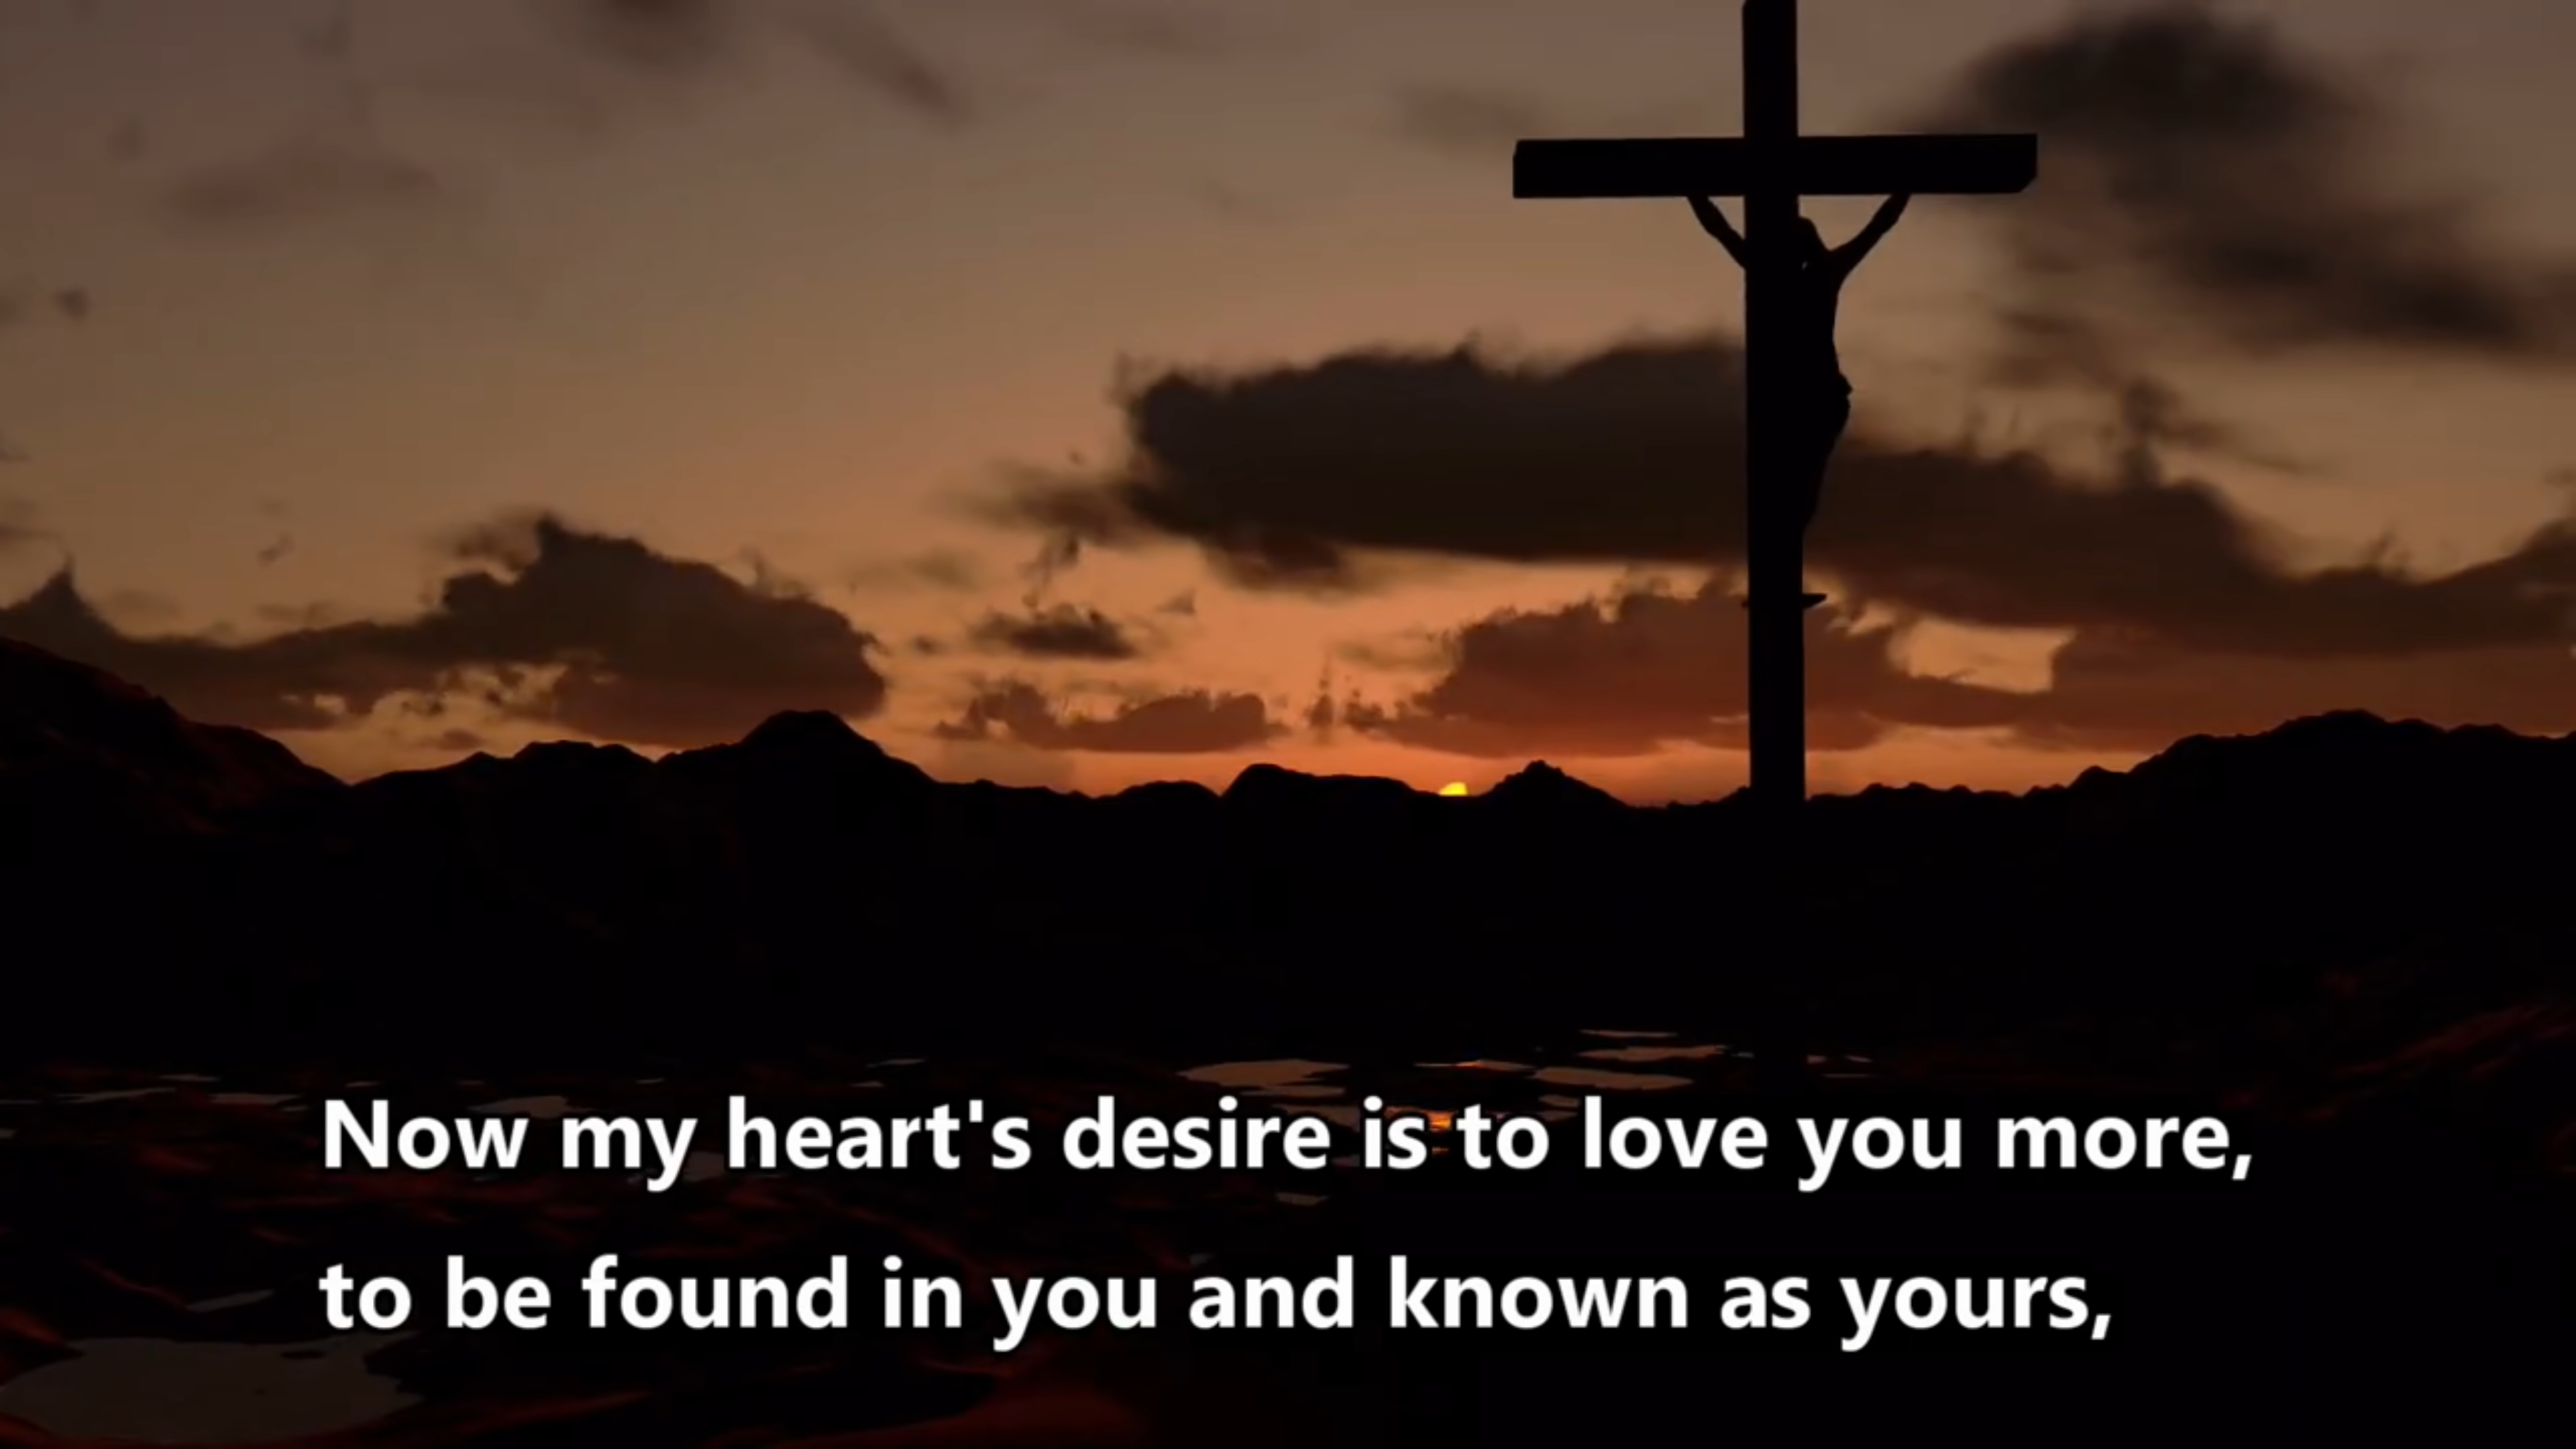 Now my heart's desire is to love you more,
to be found in you and known as yours,